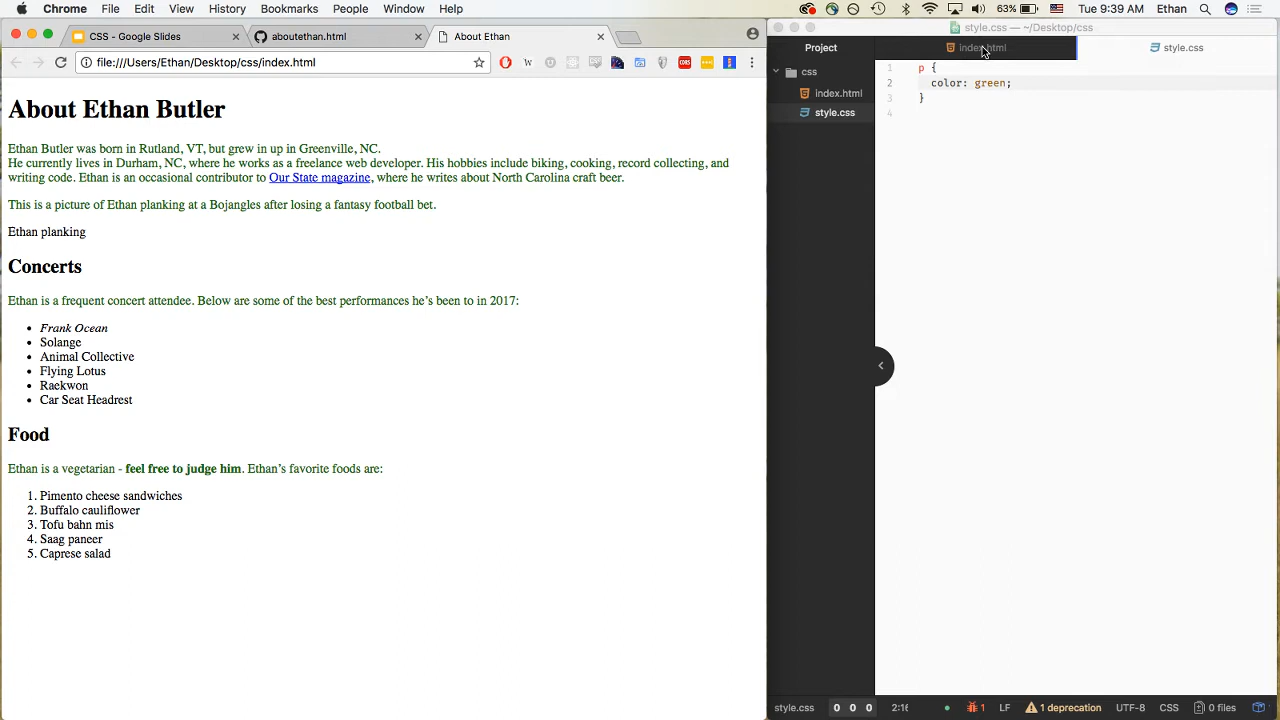 Chrome File Edit View History Bookmarks People Window Help 63% Tue 9:39 AM Ethan
CSS - Google Slides
about.html
About Ethan
file:///Users/Ethan/Desktop/css/index.html
style.css — ~/Desktop/css
Project
index.html
style.css
css
index.html
style.css
1 p {
2 color: green;
3 }
4
About Ethan Butler
Ethan Butler was born in Rutland, VT, but grew in up in Greenville, NC.
He currently lives in Durham, NC, where he works as a freelance web developer. His hobbies include biking, cooking, record collecting, and
writing code. Ethan is an occasional contributor to Our State magazine, where he writes about North Carolina craft beer.
This is a picture of Ethan planking at a Bojangles after losing a fantasy football bet.
Ethan planking
Concerts
Ethan is a frequent concert attendee. Below are some of the best performances he's been to in 2017:
• Frank Ocean
• Solange
• Animal Collective
• Flying Lotus
• Raekwon
• Car Seat Headrest
Food
Ethan is a vegetarian - feel free to judge him. Ethan's favorite foods are:
1. Pimento cheese sandwiches
2. Buffalo cauliflower
3. Tofu bahn mis
4. Saag paneer
5. Caprese salad
style.css 0 0 0 2:16 1 LF 1 deprecation UTF-8 CSS 0 files